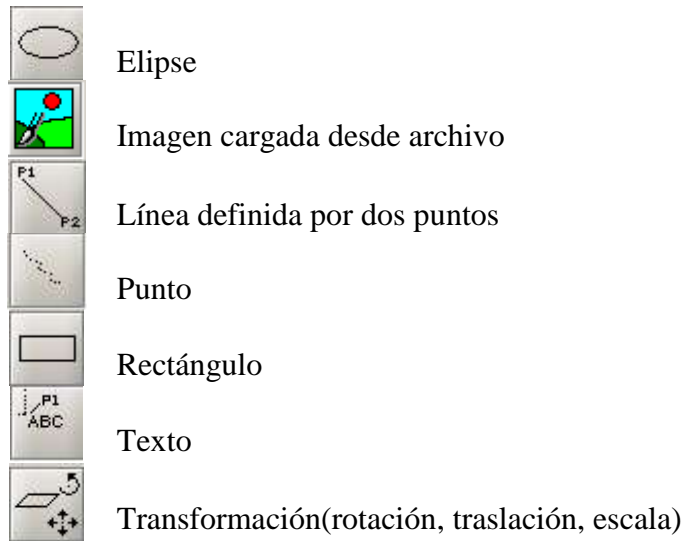 Elipse
Imagen cargada desde archivo
P1
P2
Línea definida por dos puntos
Punto
Rectángulo
P1
ABC
Texto
Transformación(rotación, traslación, escala)